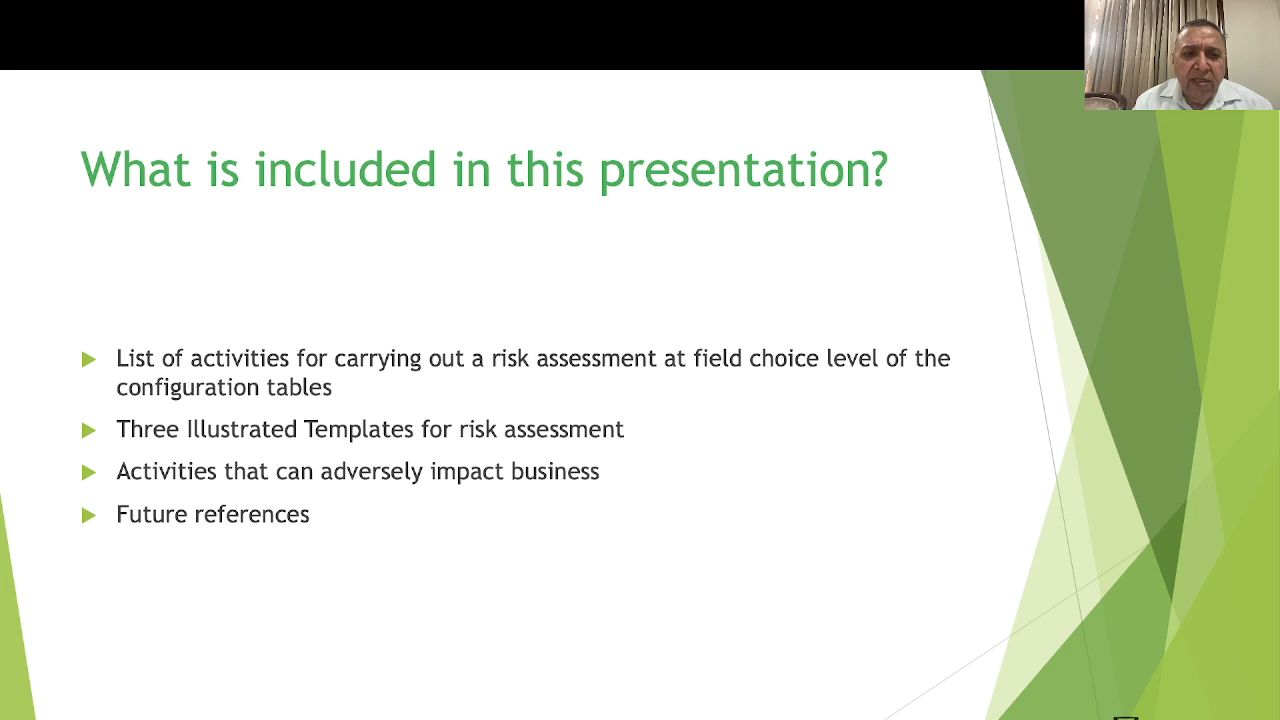 What is included in this presentation?
List of activities for carrying out a risk assessment at field choice level of the
configuration tables
Three Illustrated Templates for risk assessment
Activities that can adversely impact business
Future references